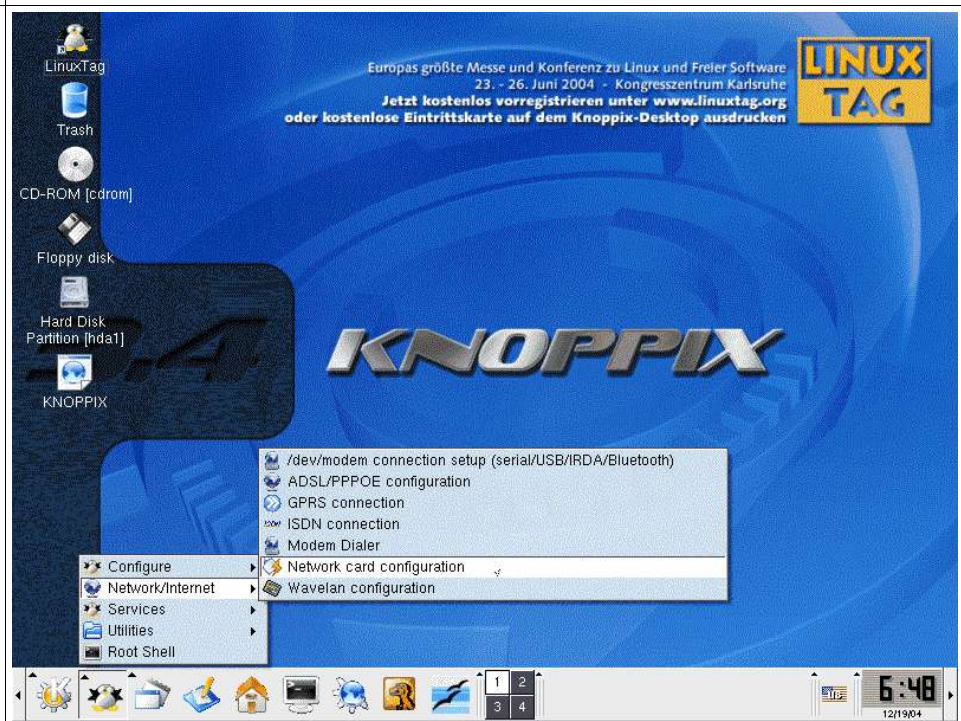 LinuxTag
Trash
CD-ROM [cdrom]
Floppy disk
Hard Disk
Partition [hda1]
KNOPPIX
Europas größte Messe und Konferenz zu Linux und Freier Software
23. - 26. Juni 2004 - Kongresszentrum Karlsruhe
Jetzt kostenlos vorregistrieren unter www.linuxtag.org
oder kostenlose Eintrittskarte auf dem Knoppix-Desktop ausdrucken
LINUX
TAG
3.4
KNOPPIX
/dev/modem connection setup (serial/USB/IRDA/Bluetooth)
ADSL/PPPOE configuration
GPRS connection
ISDN connection
Modem Dialer
Network card configuration
Wavelan configuration
Configure
Network/Internet
Services
Utilities
Root Shell
1 2
3 4
us
6:48
12/19/04